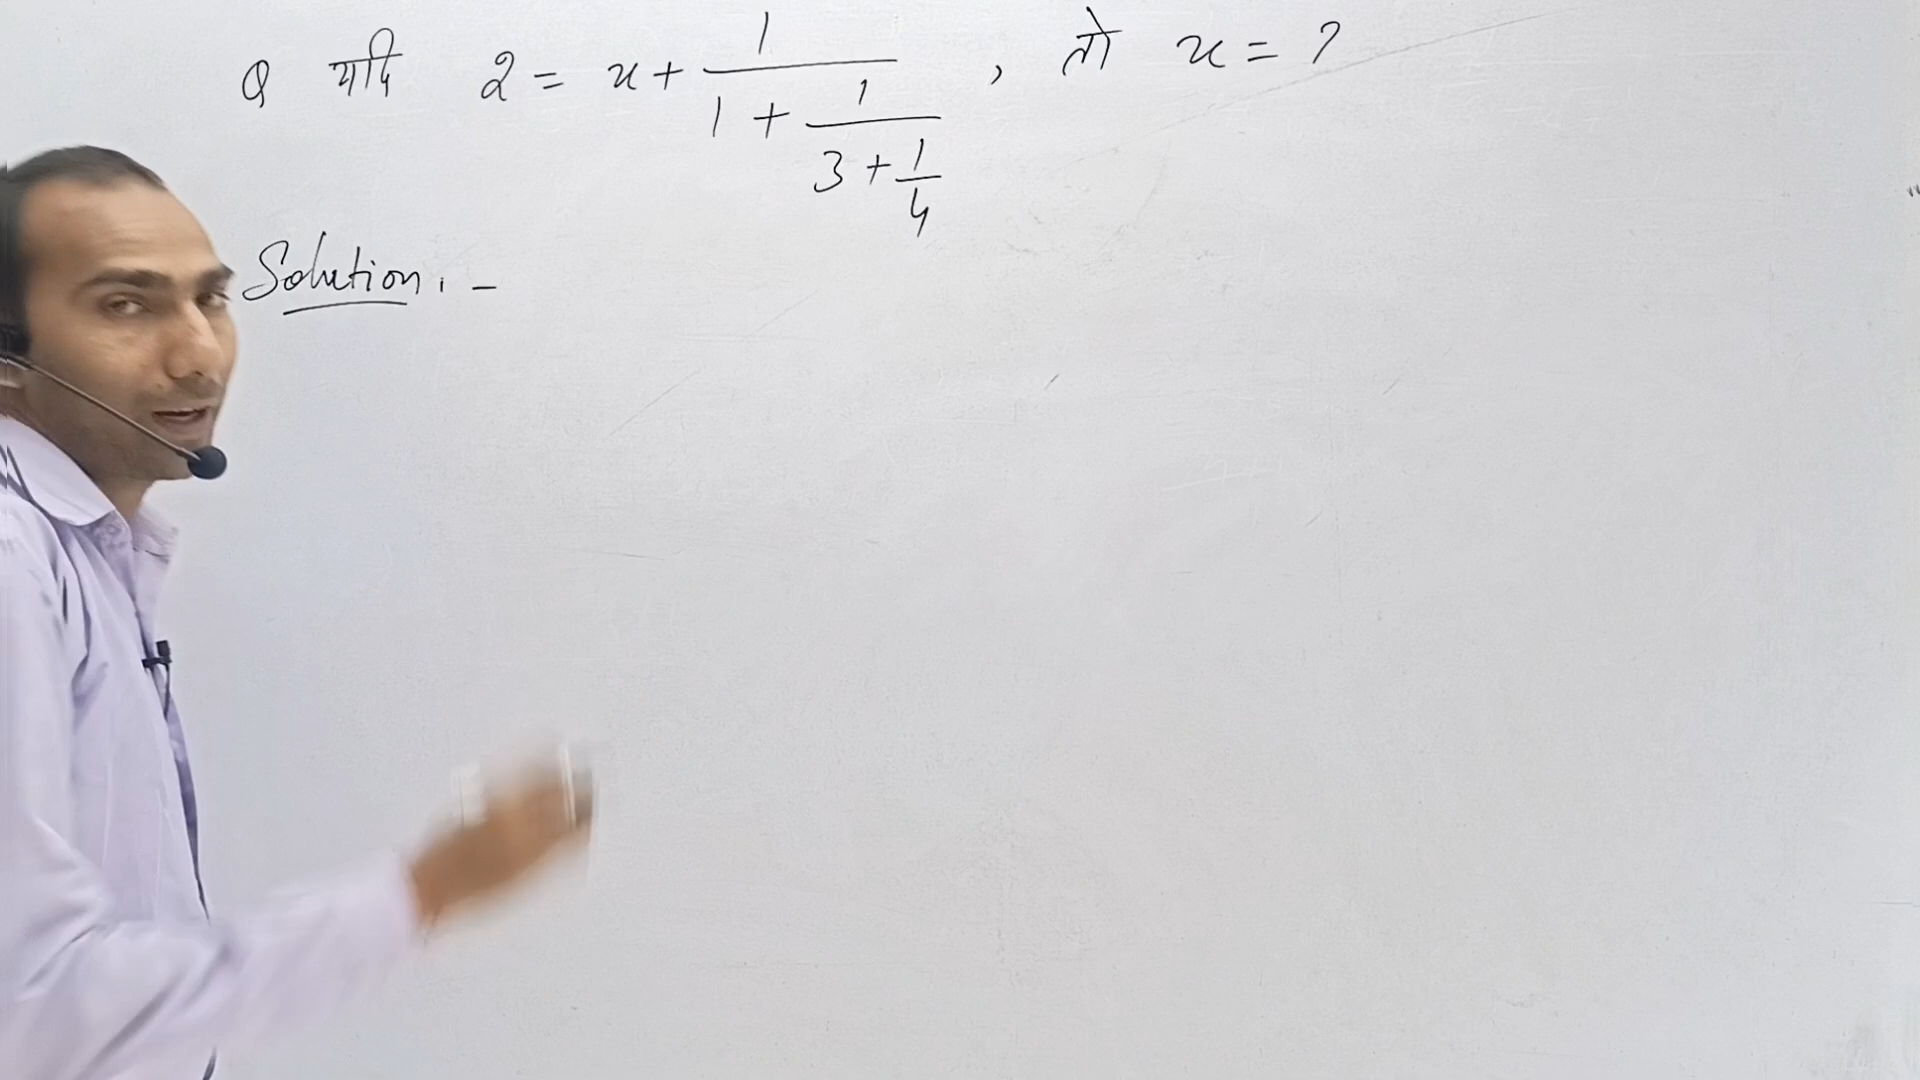 Q यदि 2 = x + 1/(1 + 1/(3 + 1/4)) , तो x = ?
Solution : -